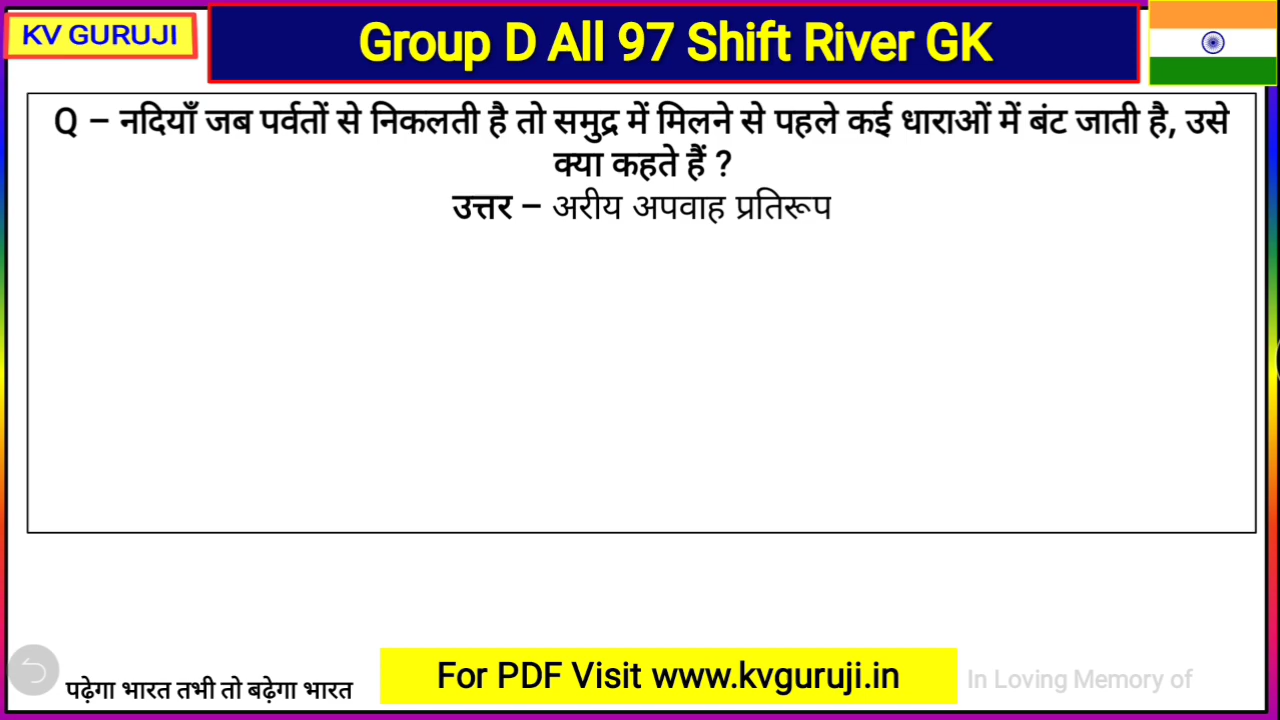 KV GURUJI
Group D All 97 Shift River GK
Q – नदियाँ जब पर्वतों से निकलती है तो समुद्र में मिलने से पहले कई धाराओं में बंट जाती है, उसे
क्या कहते हैं ?
उत्तर – अरीय अपवाह प्रतिरूप
पढ़ेगा भारत तभी तो बढ़ेगा भारत
For PDF Visit www.kvguruji.in
In Loving Memory of